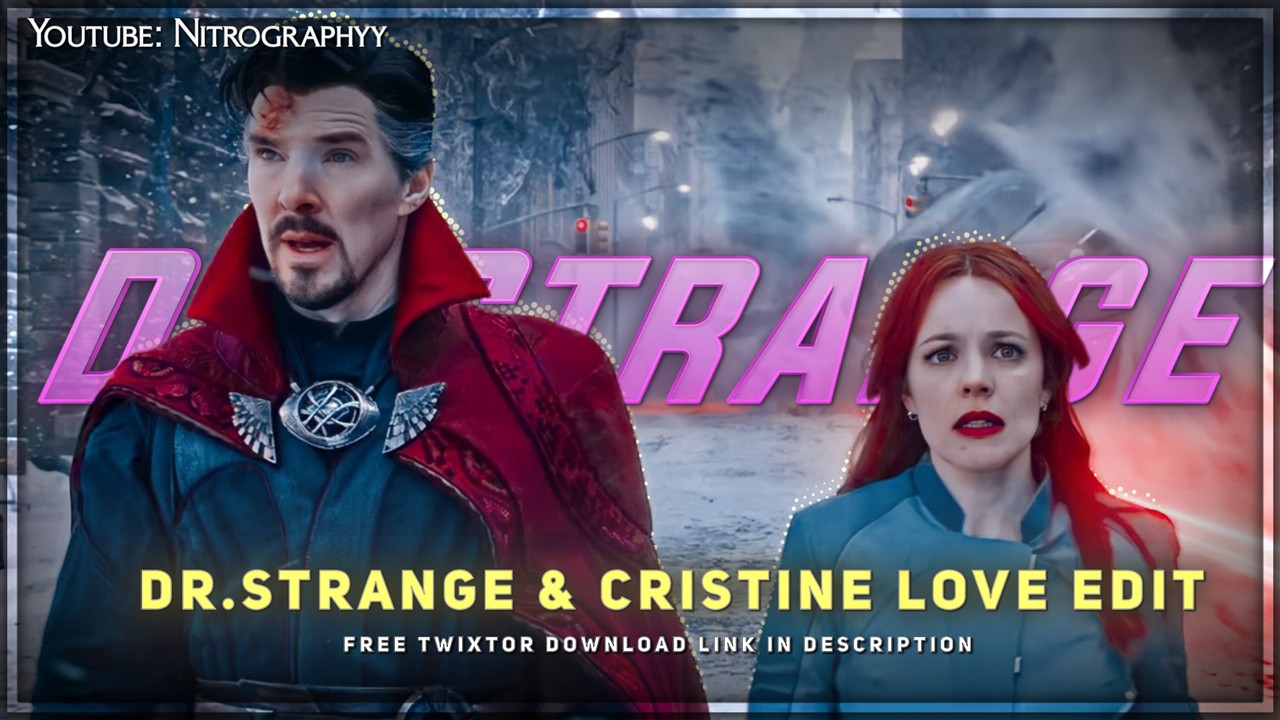 YOUTUBE: NITROGRAPHYY
DR.STRANGE & CRISTINE LOVE EDIT
FREE TWIXTOR DOWNLOAD LINK IN DESCRIPTION